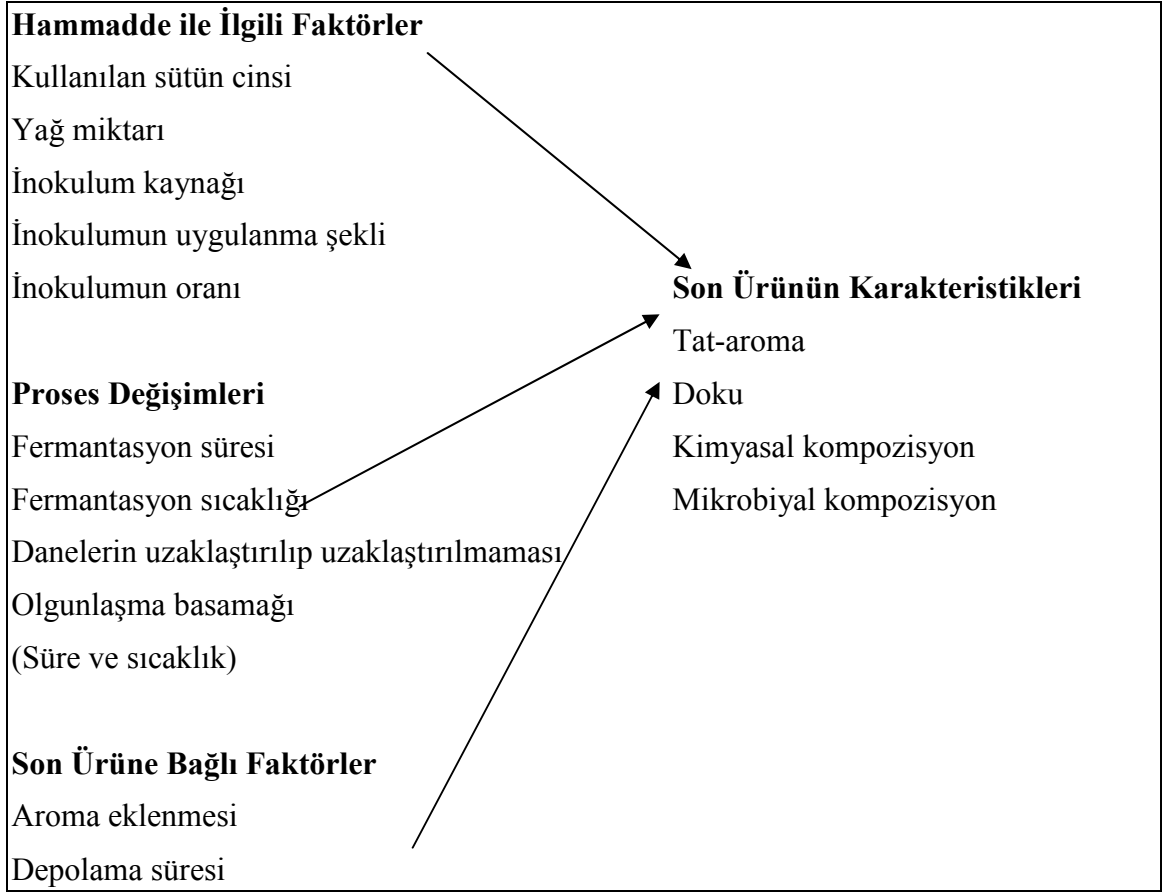 Hammadde ile İlgili Faktörler
Kullanılan sütün cinsi
Yağ miktarı
İnokulum kaynağı
İnokulumun uygulanma şekli
İnokulumun oranı
Proses Değişimleri
Fermantasyon süresi
Fermantasyon sıcaklığı
Danelerin uzaklaştırılıp uzaklaştırılmaması
Olgunlaşma basamağı
(Süre ve sıcaklık)
Son Ürüne Bağlı Faktörler
Aroma eklenmesi
Depolama süresi
Son Ürünün Karakteristikleri
Tat-aroma
Doku
Kimyasal kompozisyon
Mikrobiyal kompozisyon